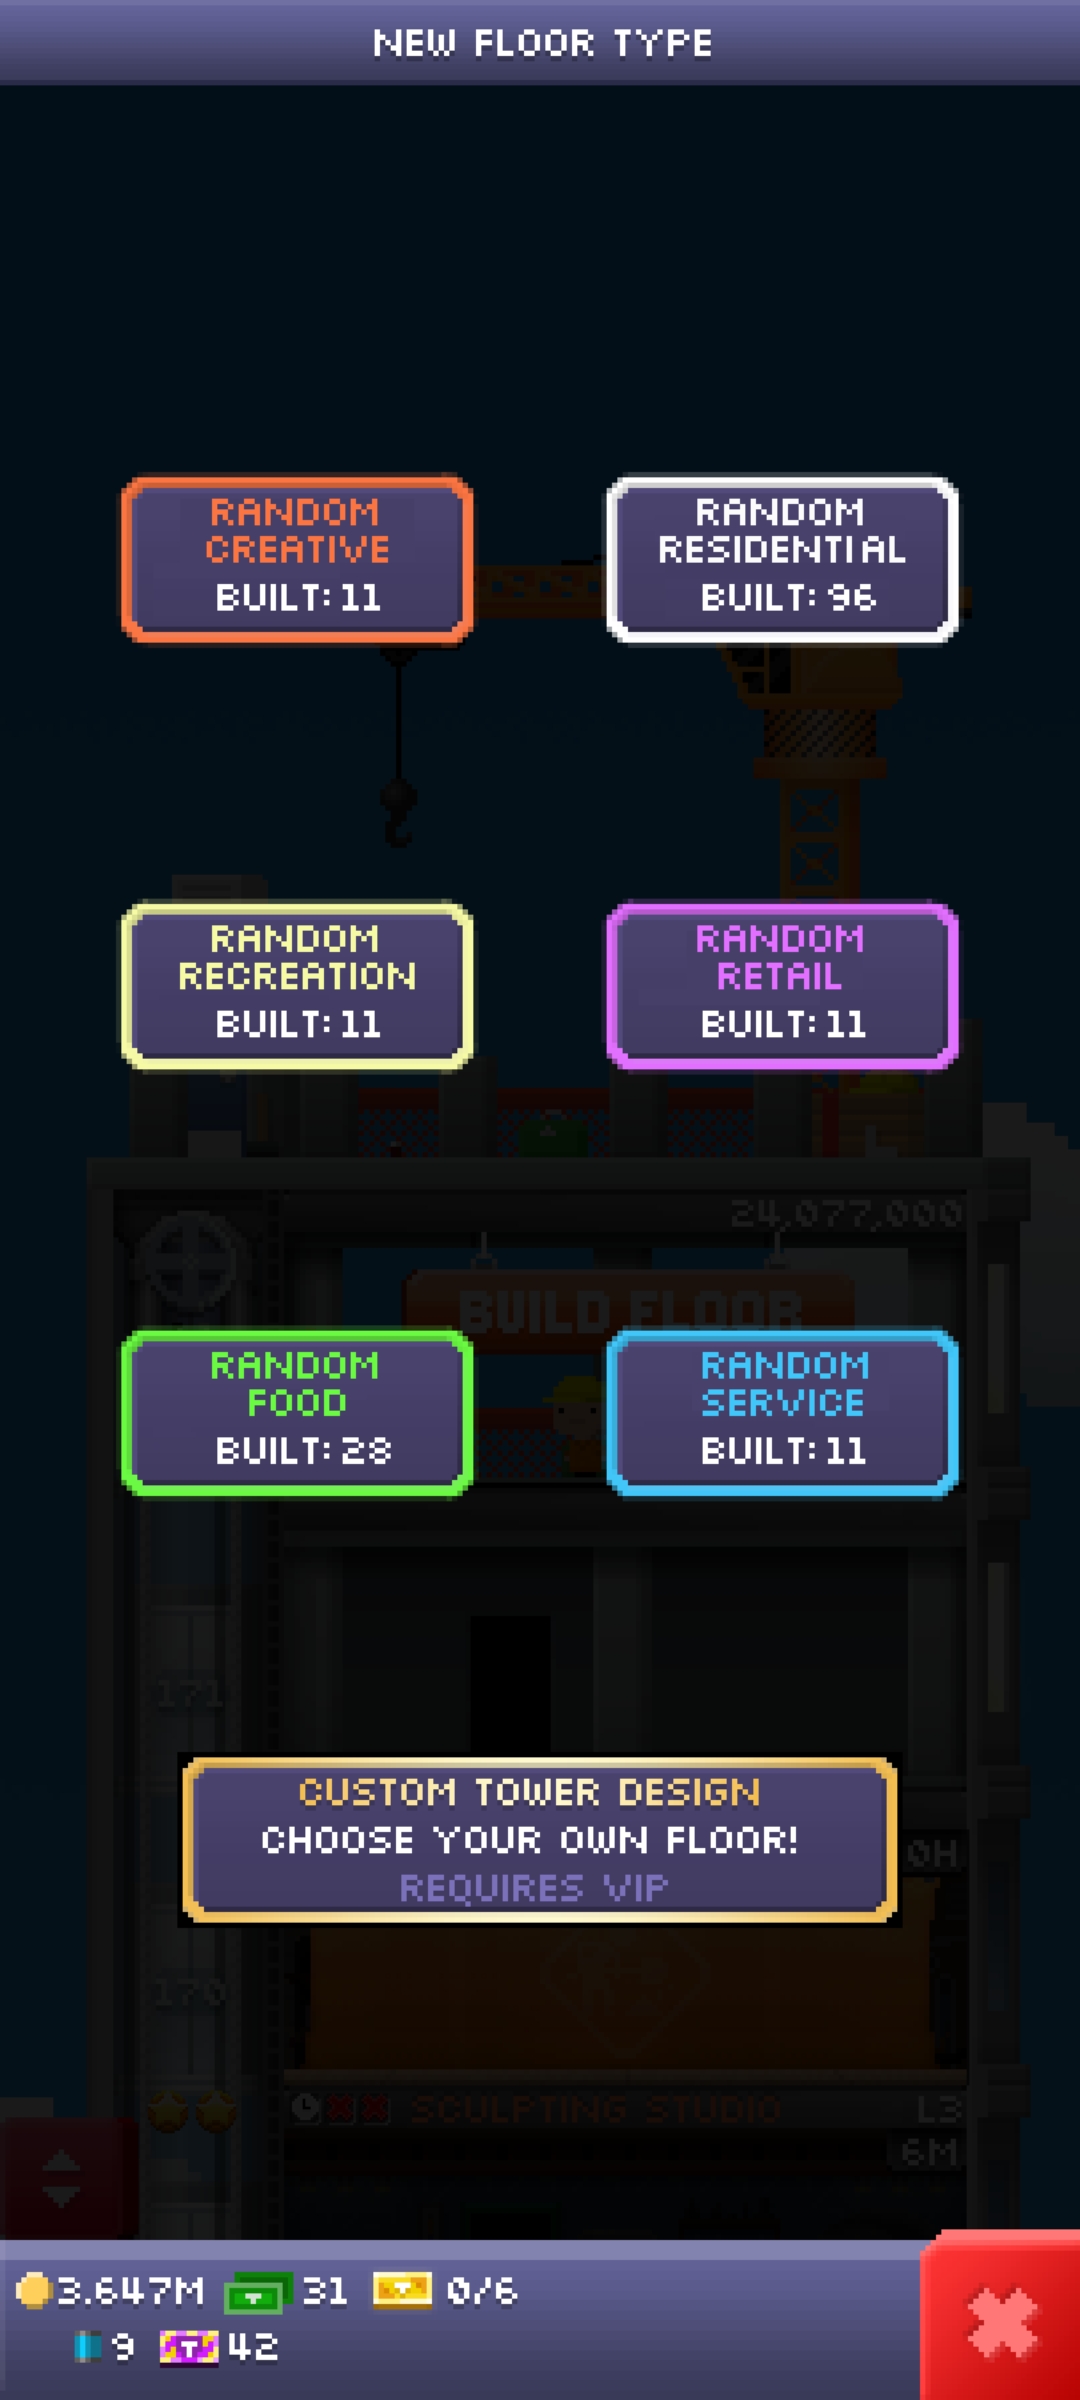 NEW FLOOR TYPE
RANDOM
CREATIVE
BUILT: 11
RANDOM
RESIDENTIAL
BUILT: 96
RANDOM
RECREATION
BUILT: 11
RANDOM
RETAIL
BUILT: 11
24,077,000
BUILD FLOOR
RANDOM
FOOD
BUILT: 28
RANDOM
SERVICE
BUILT: 11
171
CUSTOM TOWER DESIGN
CHOOSE YOUR OWN FLOOR!
REQUIRES VIP
0H
170
SCULPTING STUDIO L3
6M
3.647M 31 0/6
9 42